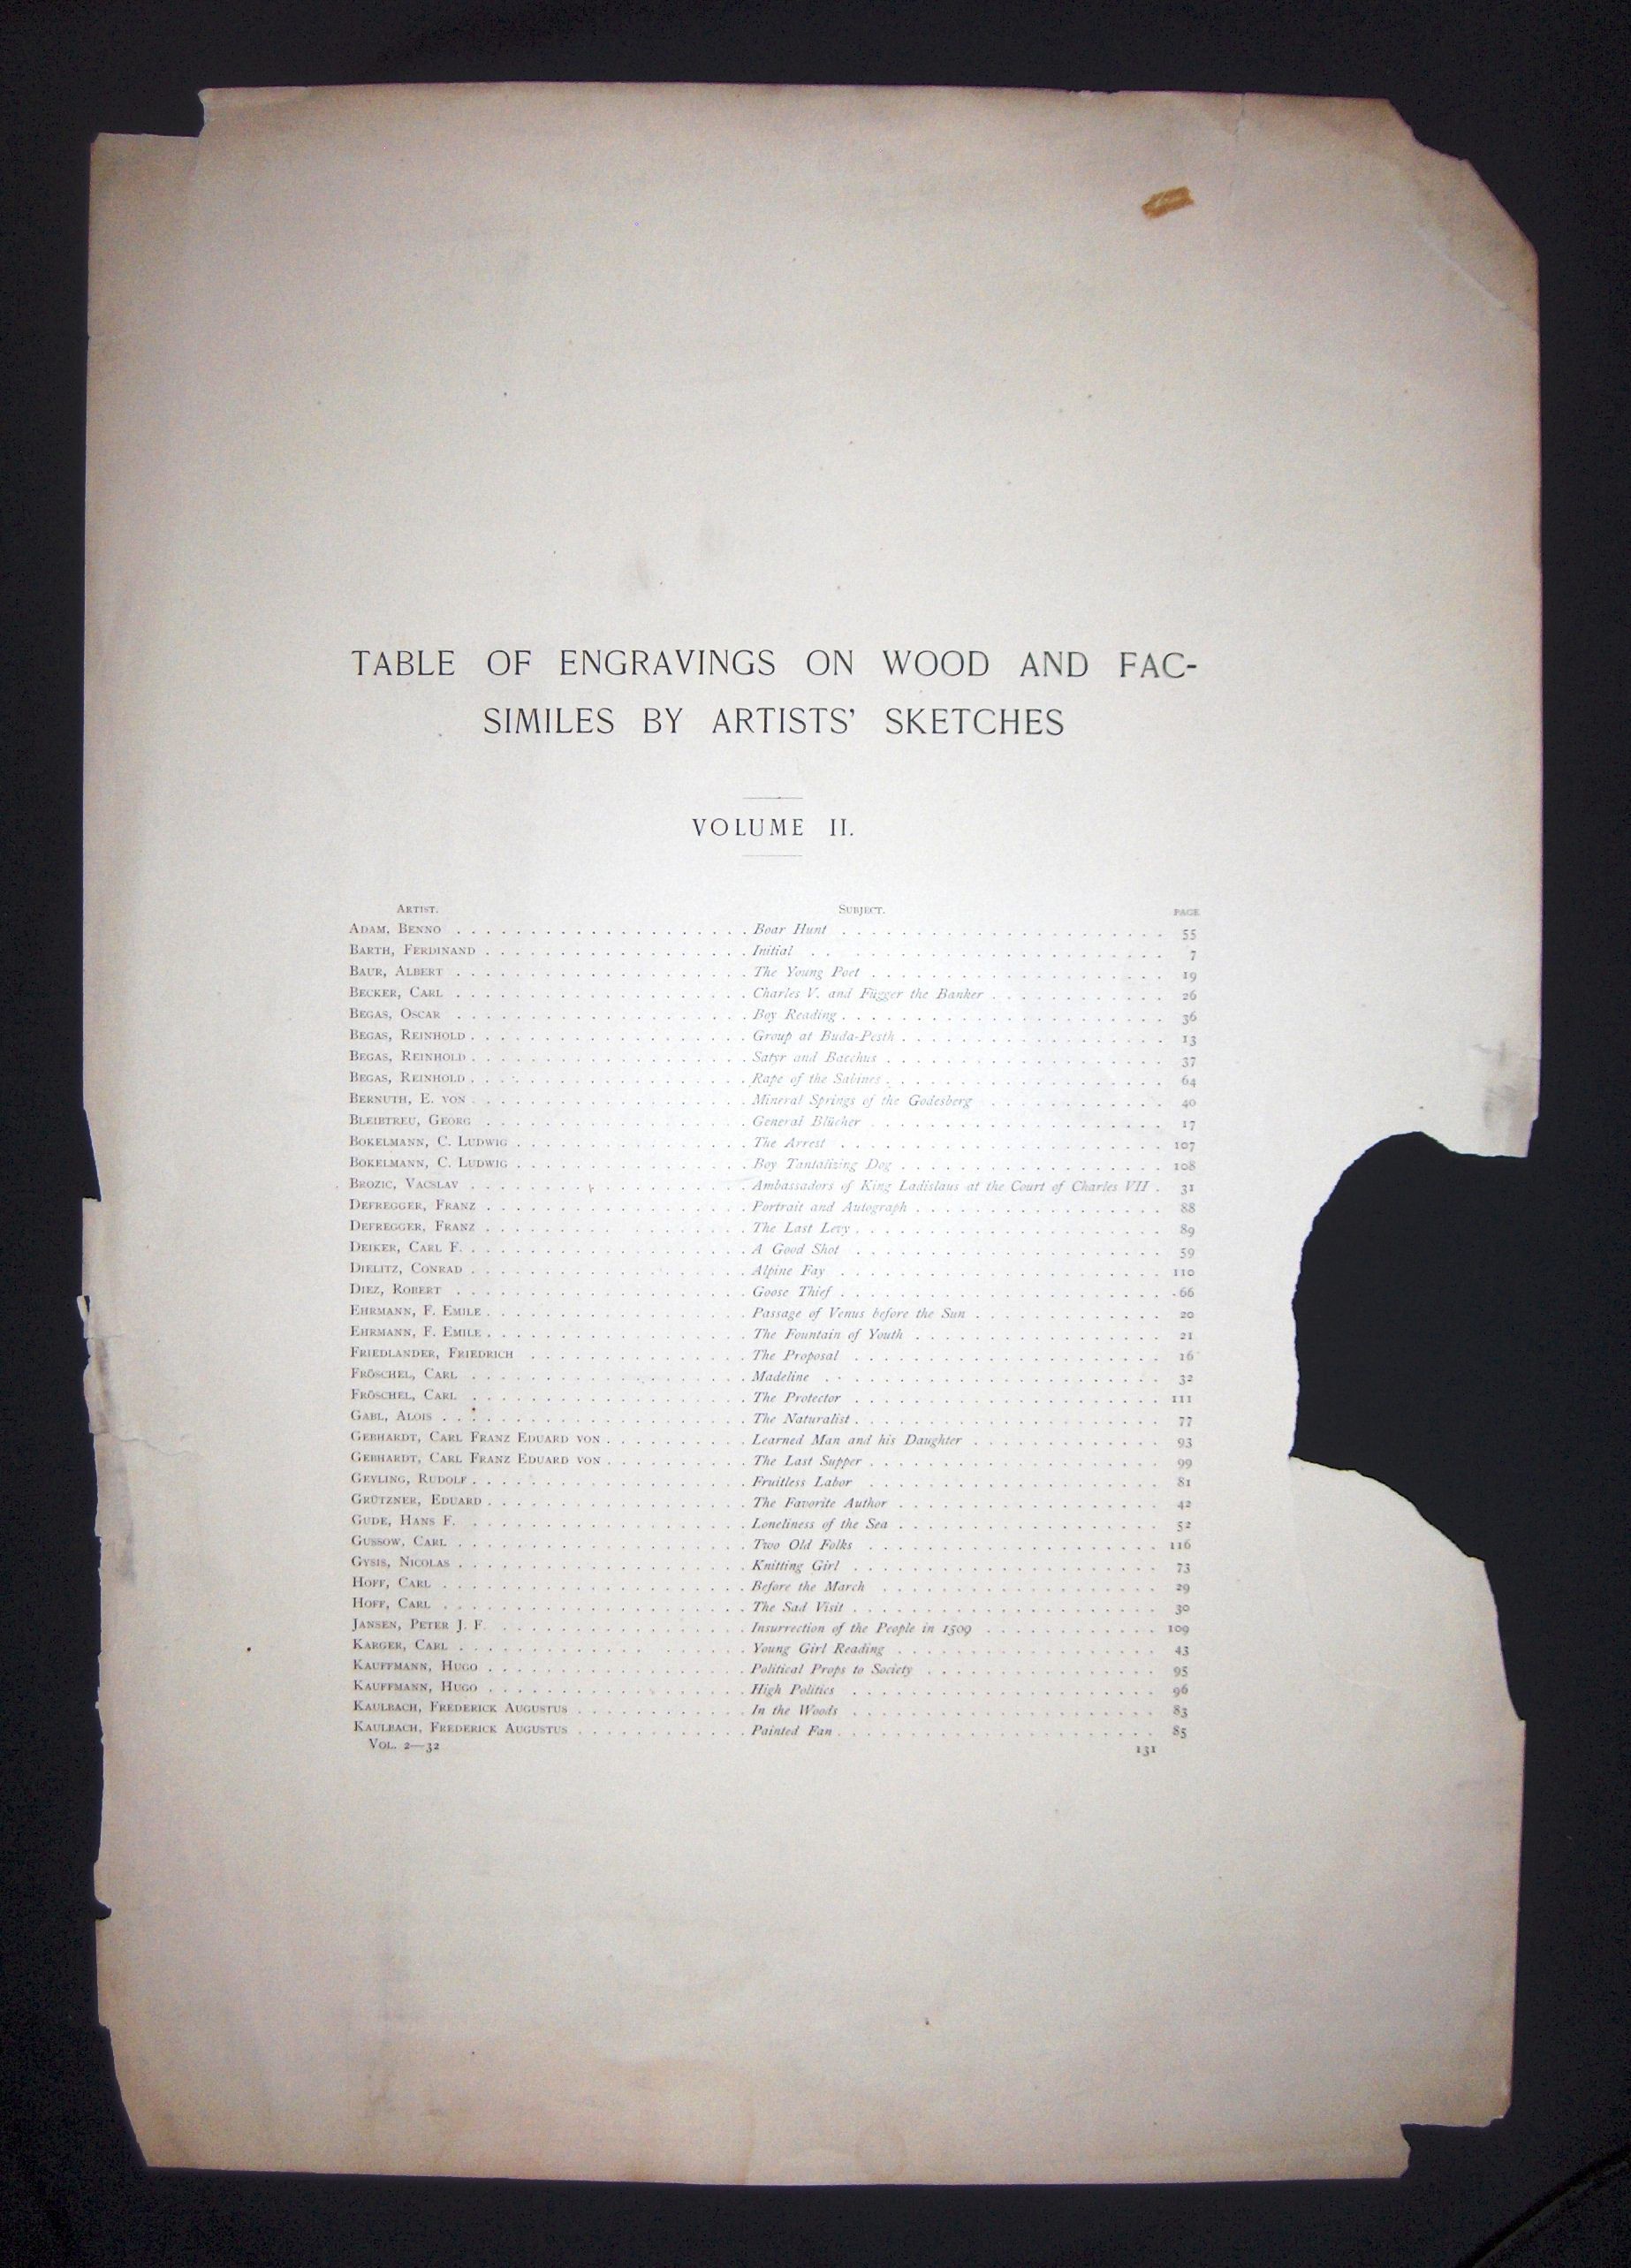 TABLE OF ENGRAVINGS ON WOOD AND FAC-
SIMILES BY ARTISTS' SKETCHES
VOLUME II.
ARTIST. SUBJECT. PAGE
ADAM, BENNO . . . . . Boar Hunt . . . . . 55
BARTH, FERDINAND . . . . . Initial . . . . . 7
BAUR, ALBERT . . . . . The Young Poet . . . . . 19
BECKER, CARL . . . . . Charles V. and Függer the Banker . . . . . 26
BEGAS, OSCAR . . . . . Boy Reading . . . . . 36
BEGAS, REINHOLD . . . . . Group at Buda-Pesth . . . . . 13
BEGAS, REINHOLD . . . . . Satyr and Bacchus . . . . . 37
BEGAS, REINHOLD . . . . . Rape of the Sabines . . . . . 64
BERNUTH, E. VON . . . . . Mineral Springs of the Godesberg . . . . . 40
BLEIBTREU, GEORG . . . . . General Blücher . . . . . 17
BOKELMANN, C. LUDWIG . . . . . The Arrest . . . . . 107
BOKELMANN, C. LUDWIG . . . . . Boy Tantalizing Dog . . . . . 108
BROZIC, VACSLAV . . . . . Ambassadors of King Ladislaus at the Court of Charles VII . 31
DEFREGGER, FRANZ . . . . . Portrait and Autograph . . . . . 88
DEFREGGER, FRANZ . . . . . The Last Levy . . . . . 89
DEIKER, CARL F. . . . . . A Good Shot . . . . . 59
DIELITZ, CONRAD . . . . . Alpine Fay . . . . . 110
DIEZ, ROBERT . . . . . Goose Thief . . . . . 66
EHRMANN, F. EMILE . . . . . Passage of Venus before the Sun . . . . . 20
EHRMANN, F. EMILE . . . . . The Fountain of Youth . . . . . 21
FRIEDLANDER, FRIEDRICH . . . . . The Proposal . . . . . 16
FRÖSCHEL, CARL . . . . . Madeline . . . . . 32
FRÖSCHEL, CARL . . . . . The Protector . . . . . 111
GABL, ALOIS . . . . . The Naturalist . . . . . 77
GEBHARDT, CARL FRANZ EDUARD VON . . . . . Learned Man and his Daughter . . . . . 93
GEBHARDT, CARL FRANZ EDUARD VON . . . . . The Last Supper . . . . . 99
GEYLING, RUDOLF . . . . . Fruitless Labor . . . . . 81
GRÜTZNER, EDUARD . . . . . The Favorite Author . . . . . 42
GUDE, HANS F. . . . . . Loneliness of the Sea . . . . . 52
GUSSOW, CARL . . . . . Two Old Folks . . . . . 116
GYSIS, NICOLAS . . . . . Knitting Girl . . . . . 73
HOFF, CARL . . . . . Before the March . . . . . 29
HOFF, CARL . . . . . The Sad Visit . . . . . 30
JANSEN, PETER J. F. . . . . . Insurrection of the People in 1509 . . . . . 109
KARGER, CARL . . . . . Young Girl Reading . . . . . 43
KAUFFMANN, HUGO . . . . . Political Props to Society . . . . . 95
KAUFFMANN, HUGO . . . . . High Politics . . . . . 96
KAULBACH, FREDERICK AUGUSTUS . . . . . In the Woods . . . . . 83
KAULBACH, FREDERICK AUGUSTUS . . . . . Painted Fan . . . . . 85
VOL. 2—32 131